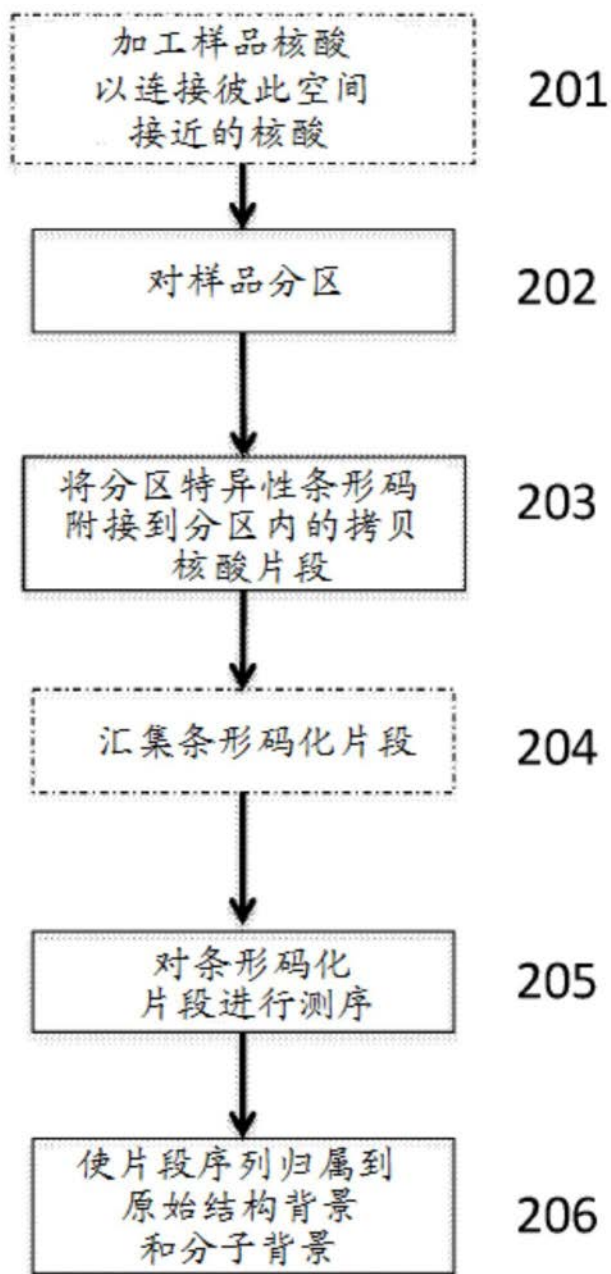 加工样品核酸
以连接彼此空间
接近的核酸
201
对样品分区
202
将分区特异性条形码
附接到分区内的拷贝
核酸片段
203
汇集条形码化片段
204
对条形码化
片段进行测序
205
使片段序列归属到
原始结构背景
和分子背景
206